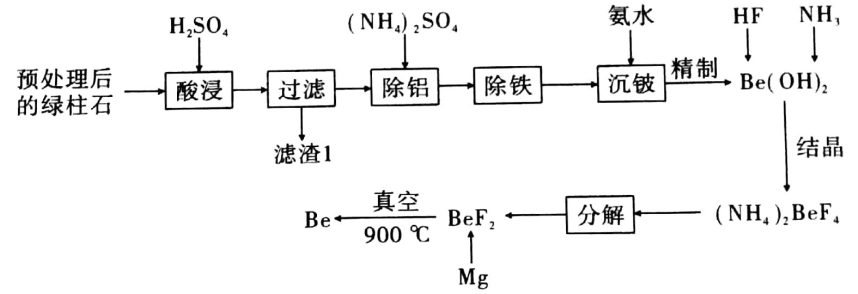 H₂SO₄
(NH₄)₂SO₄
氨水
HF
NH₃
预处理后
的绿柱石
酸浸
过滤
除铝
除铁
沉铍
精制
Be(OH)₂
滤渣1
结晶
Be
真空
900 ℃
BeF₂
分解
(NH₄)₂BeF₄
Mg